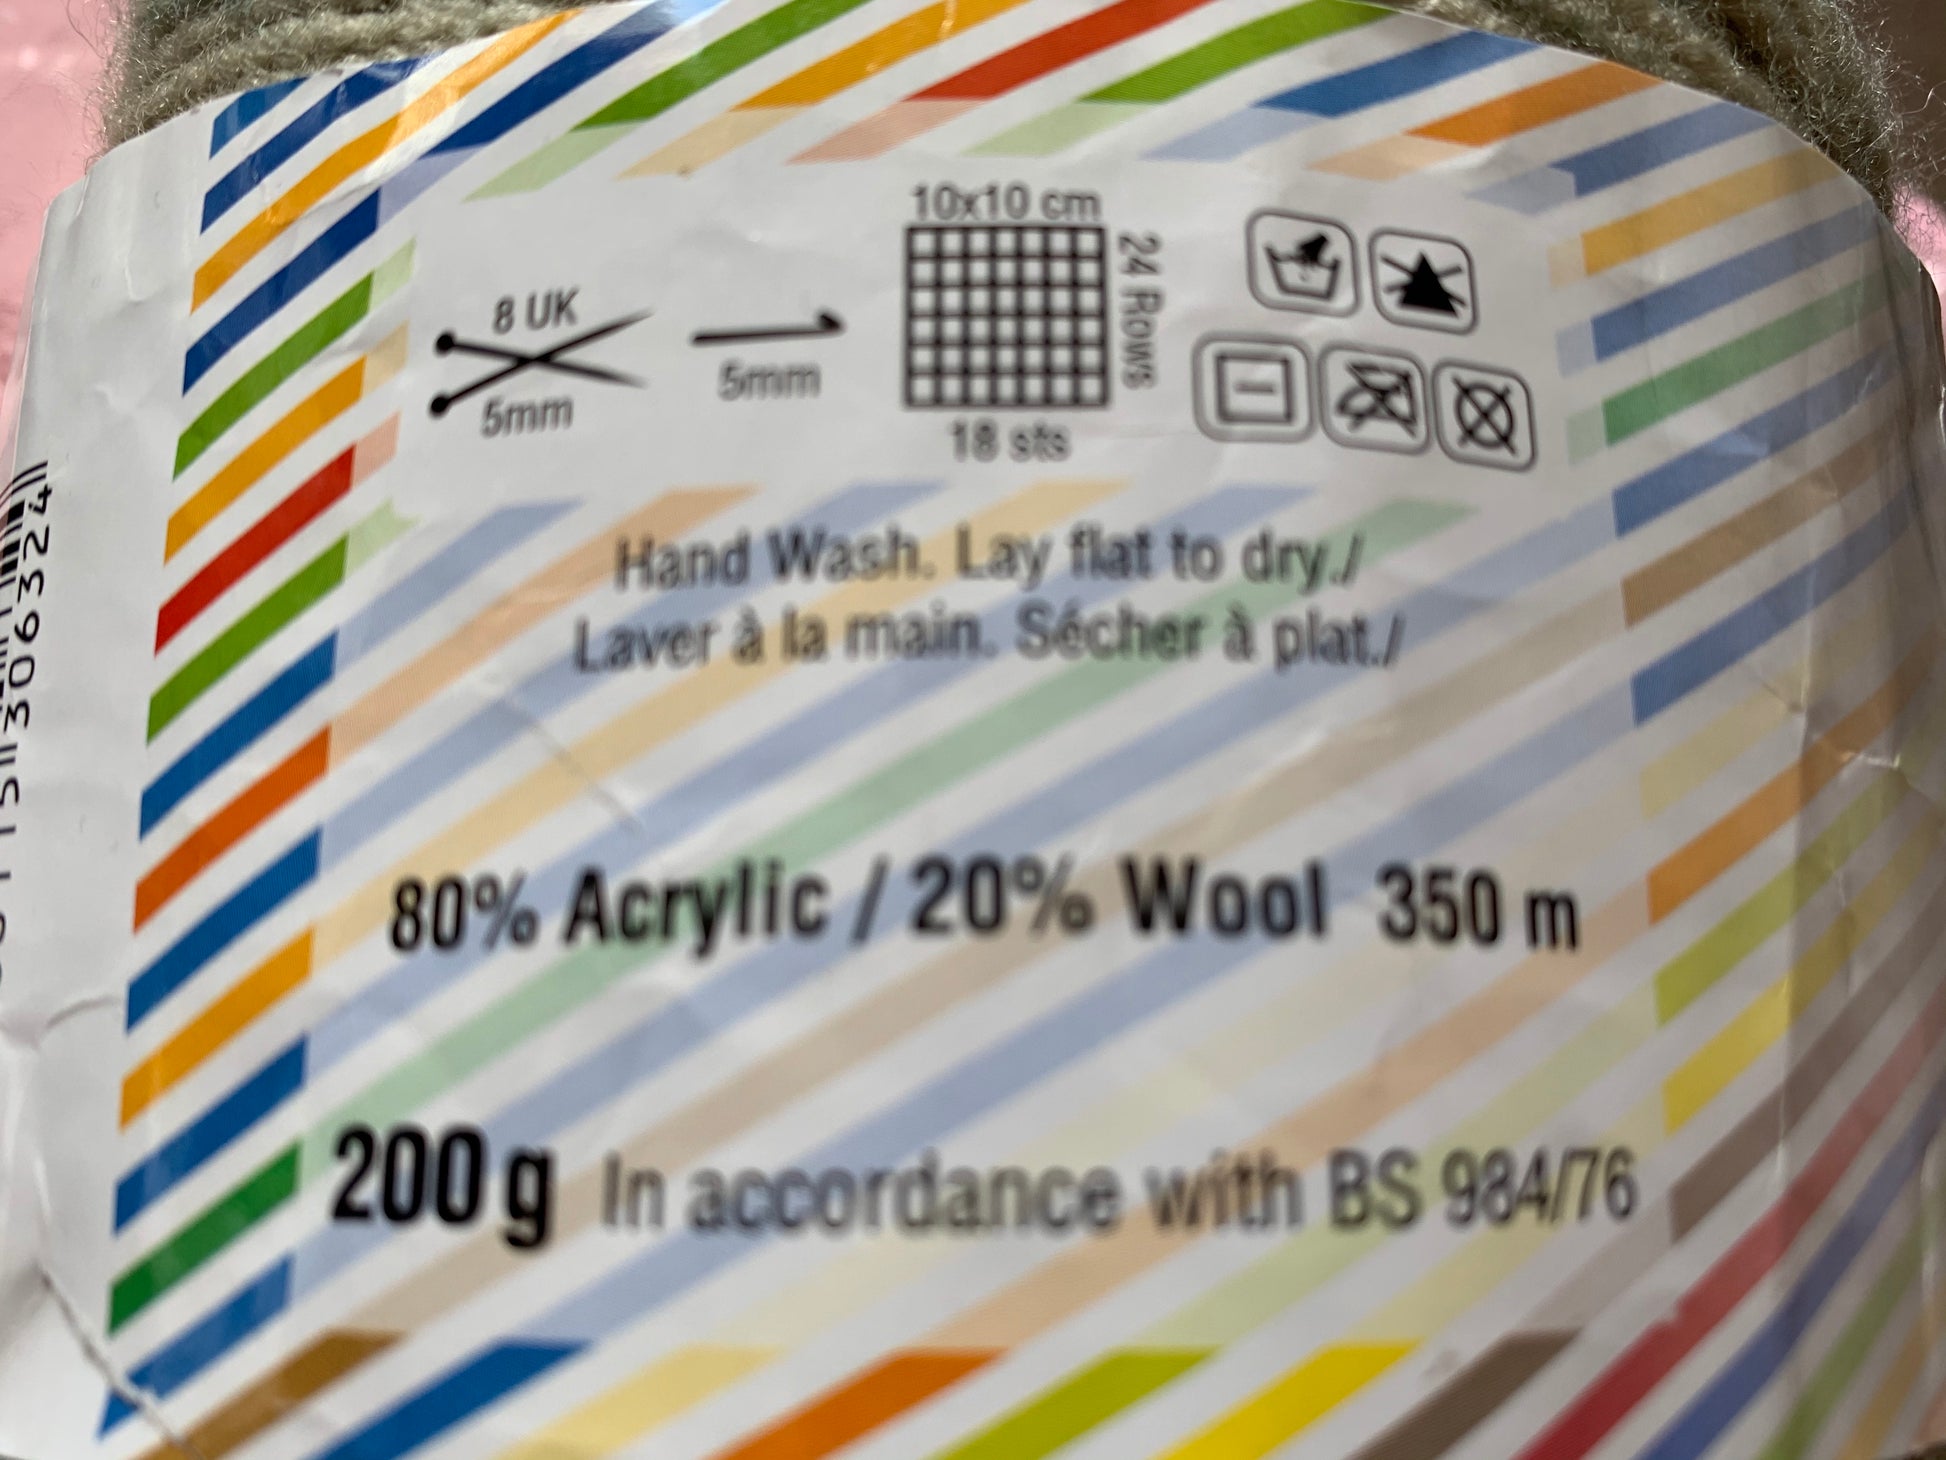 10x10 cm
24 Rows
8 UK
5mm
5mm
18 sts
Hand Wash. Lay flat to dry./
Laver à la main. Sécher à plat./
80% Acrylic / 20% Wool 350 m
200 g In accordance with BS 984/76
306324